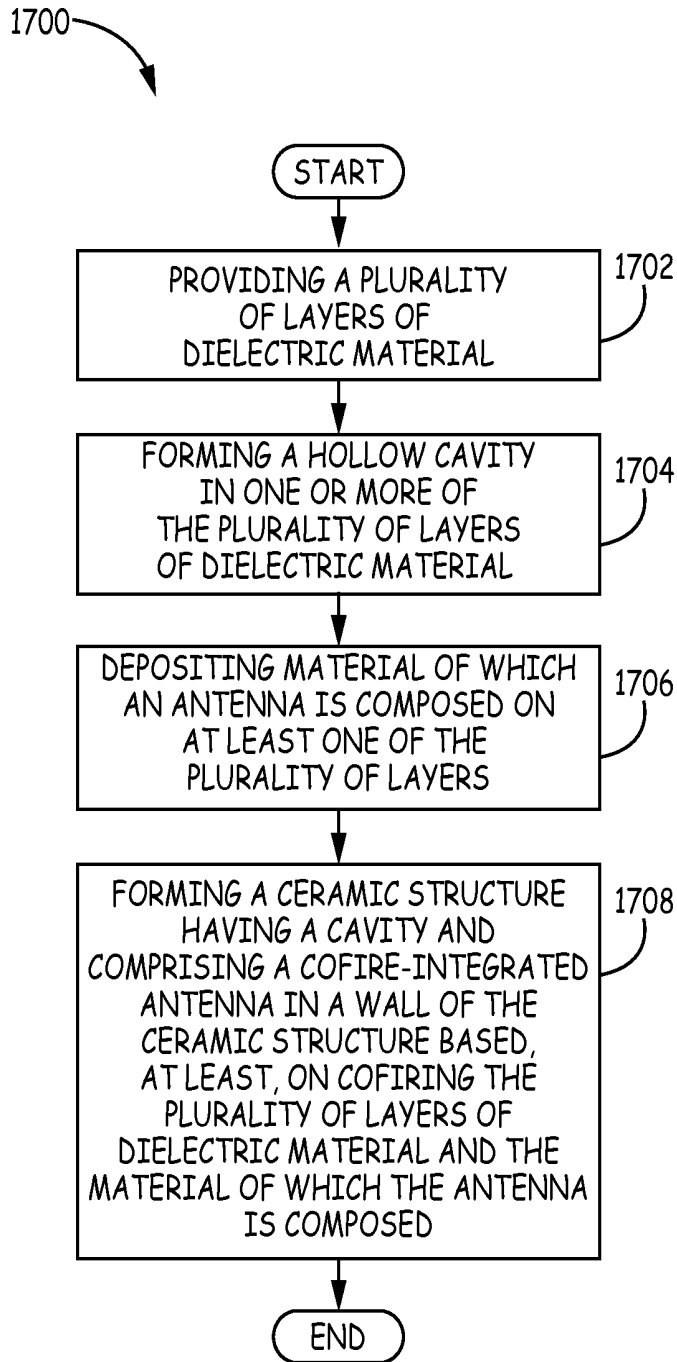 1700
START
PROVIDING A PLURALITY
OF LAYERS OF
DIELECTRIC MATERIAL
1702
FORMING A HOLLOW CAVITY
IN ONE OR MORE OF
THE PLURALITY OF LAYERS
OF DIELECTRIC MATERIAL
1704
DEPOSITING MATERIAL OF WHICH
AN ANTENNA IS COMPOSED ON
AT LEAST ONE OF THE
PLURALITY OF LAYERS
1706
FORMING A CERAMIC STRUCTURE
HAVING A CAVITY AND
COMPRISING A COFIRE-INTEGRATED
ANTENNA IN A WALL OF THE
CERAMIC STRUCTURE BASED,
AT LEAST, ON COFIRING THE
PLURALITY OF LAYERS OF
DIELECTRIC MATERIAL AND THE
MATERIAL OF WHICH THE ANTENNA
IS COMPOSED
1708
END